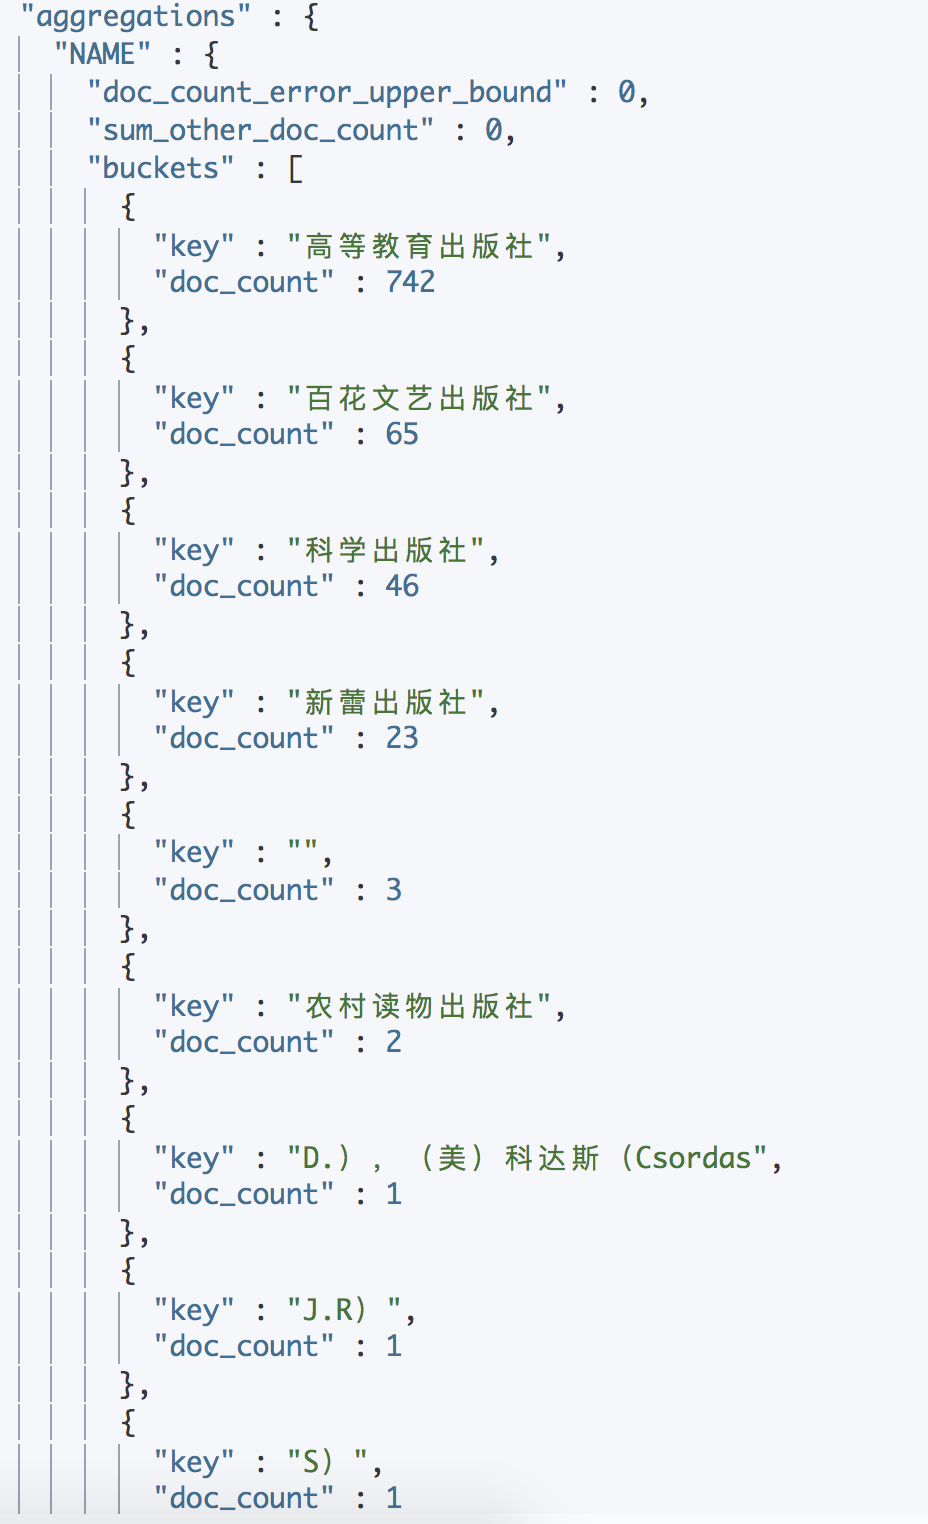 "aggregations" : {
"NAME" : {
"doc_count_error_upper_bound" : 0,
"sum_other_doc_count" : 0,
"buckets" : [
{
"key" : "高等教育出版社",
"doc_count" : 742
},
{
"key" : "百花文艺出版社",
"doc_count" : 65
},
{
"key" : "科学出版社",
"doc_count" : 46
},
{
"key" : "新蕾出版社",
"doc_count" : 23
},
{
"key" : "",
"doc_count" : 3
},
{
"key" : "农村读物出版社",
"doc_count" : 2
},
{
"key" : "D.），（美）科达斯（Csordas",
"doc_count" : 1
},
{
"key" : "J.R）",
"doc_count" : 1
},
{
"key" : "S）",
"doc_count" : 1